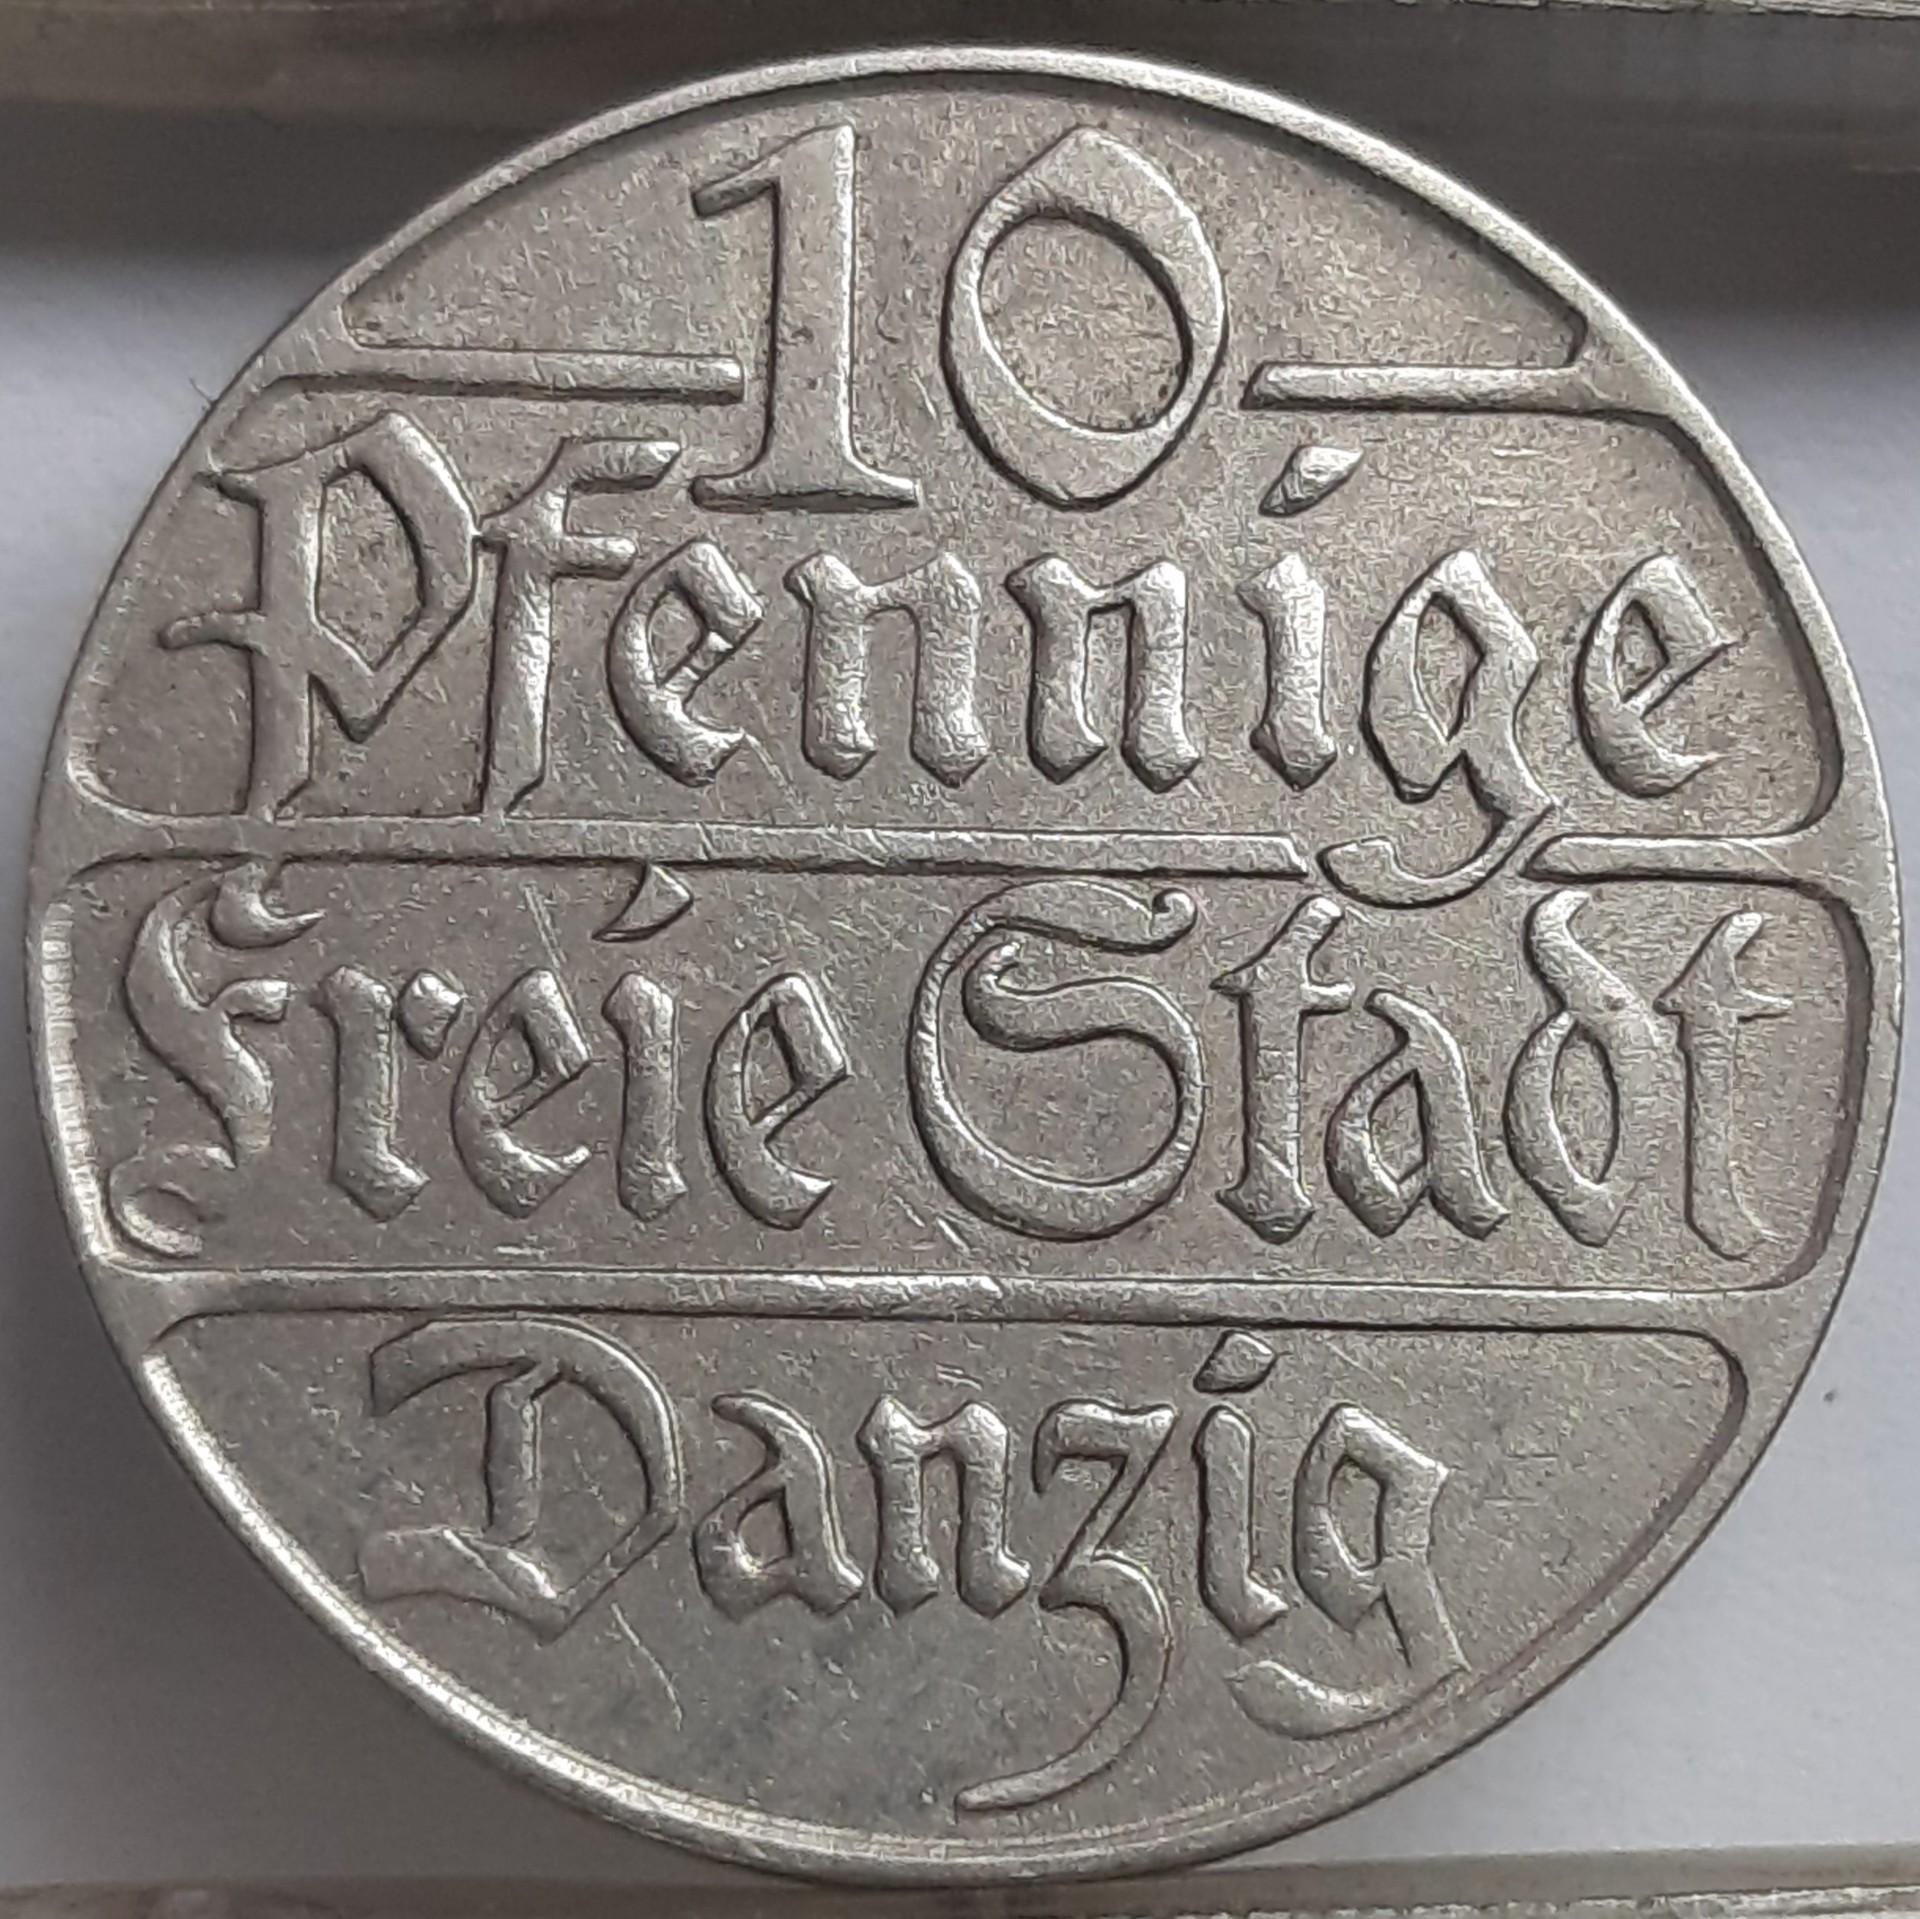 10
Pfennige
Freie Stadt
Danzig